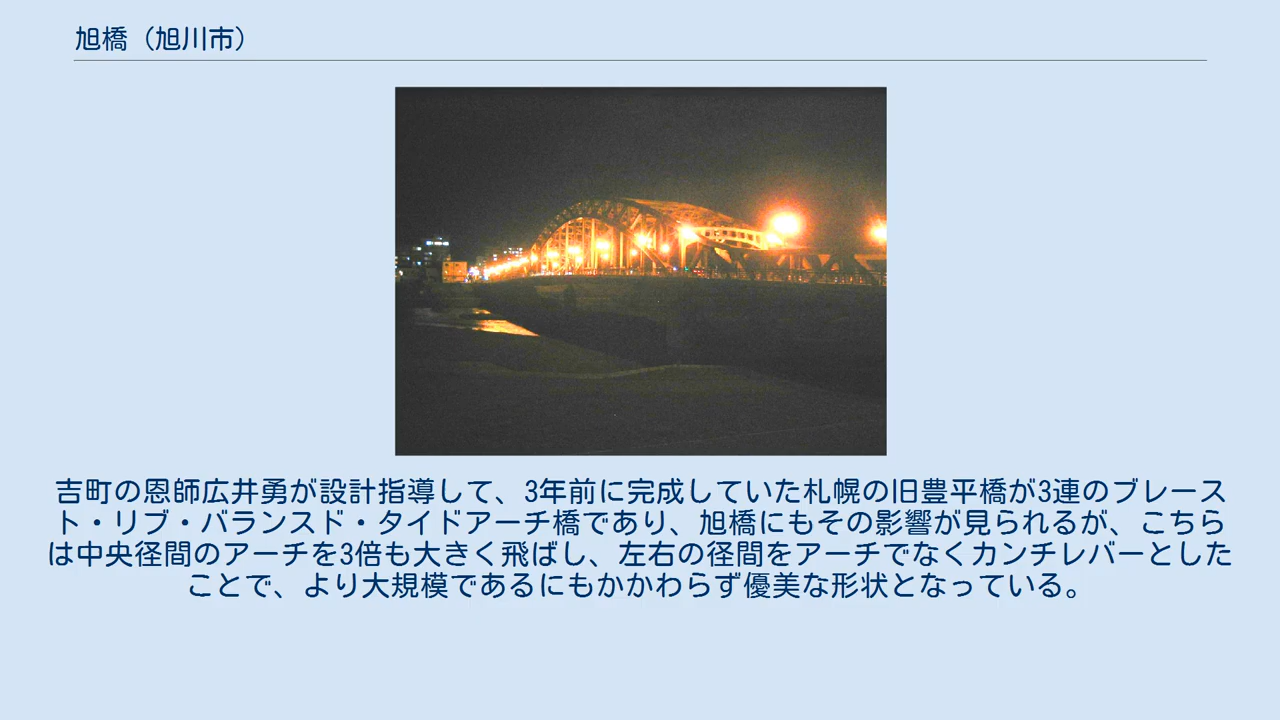 旭橋（旭川市）
吉町の恩師広井勇が設計指導して、3年前に完成していた札幌の旧豊平橋が3連のブレース
ト・リブ・バランスド・タイドアーチ橋であり、旭橋にもその影響が見られるが、こちら
は中央径間のアーチを3倍も大きく飛ばし、左右の径間をアーチでなくカンチレバーとした
ことで、より大規模であるにもかかわらず優美な形状となっている。